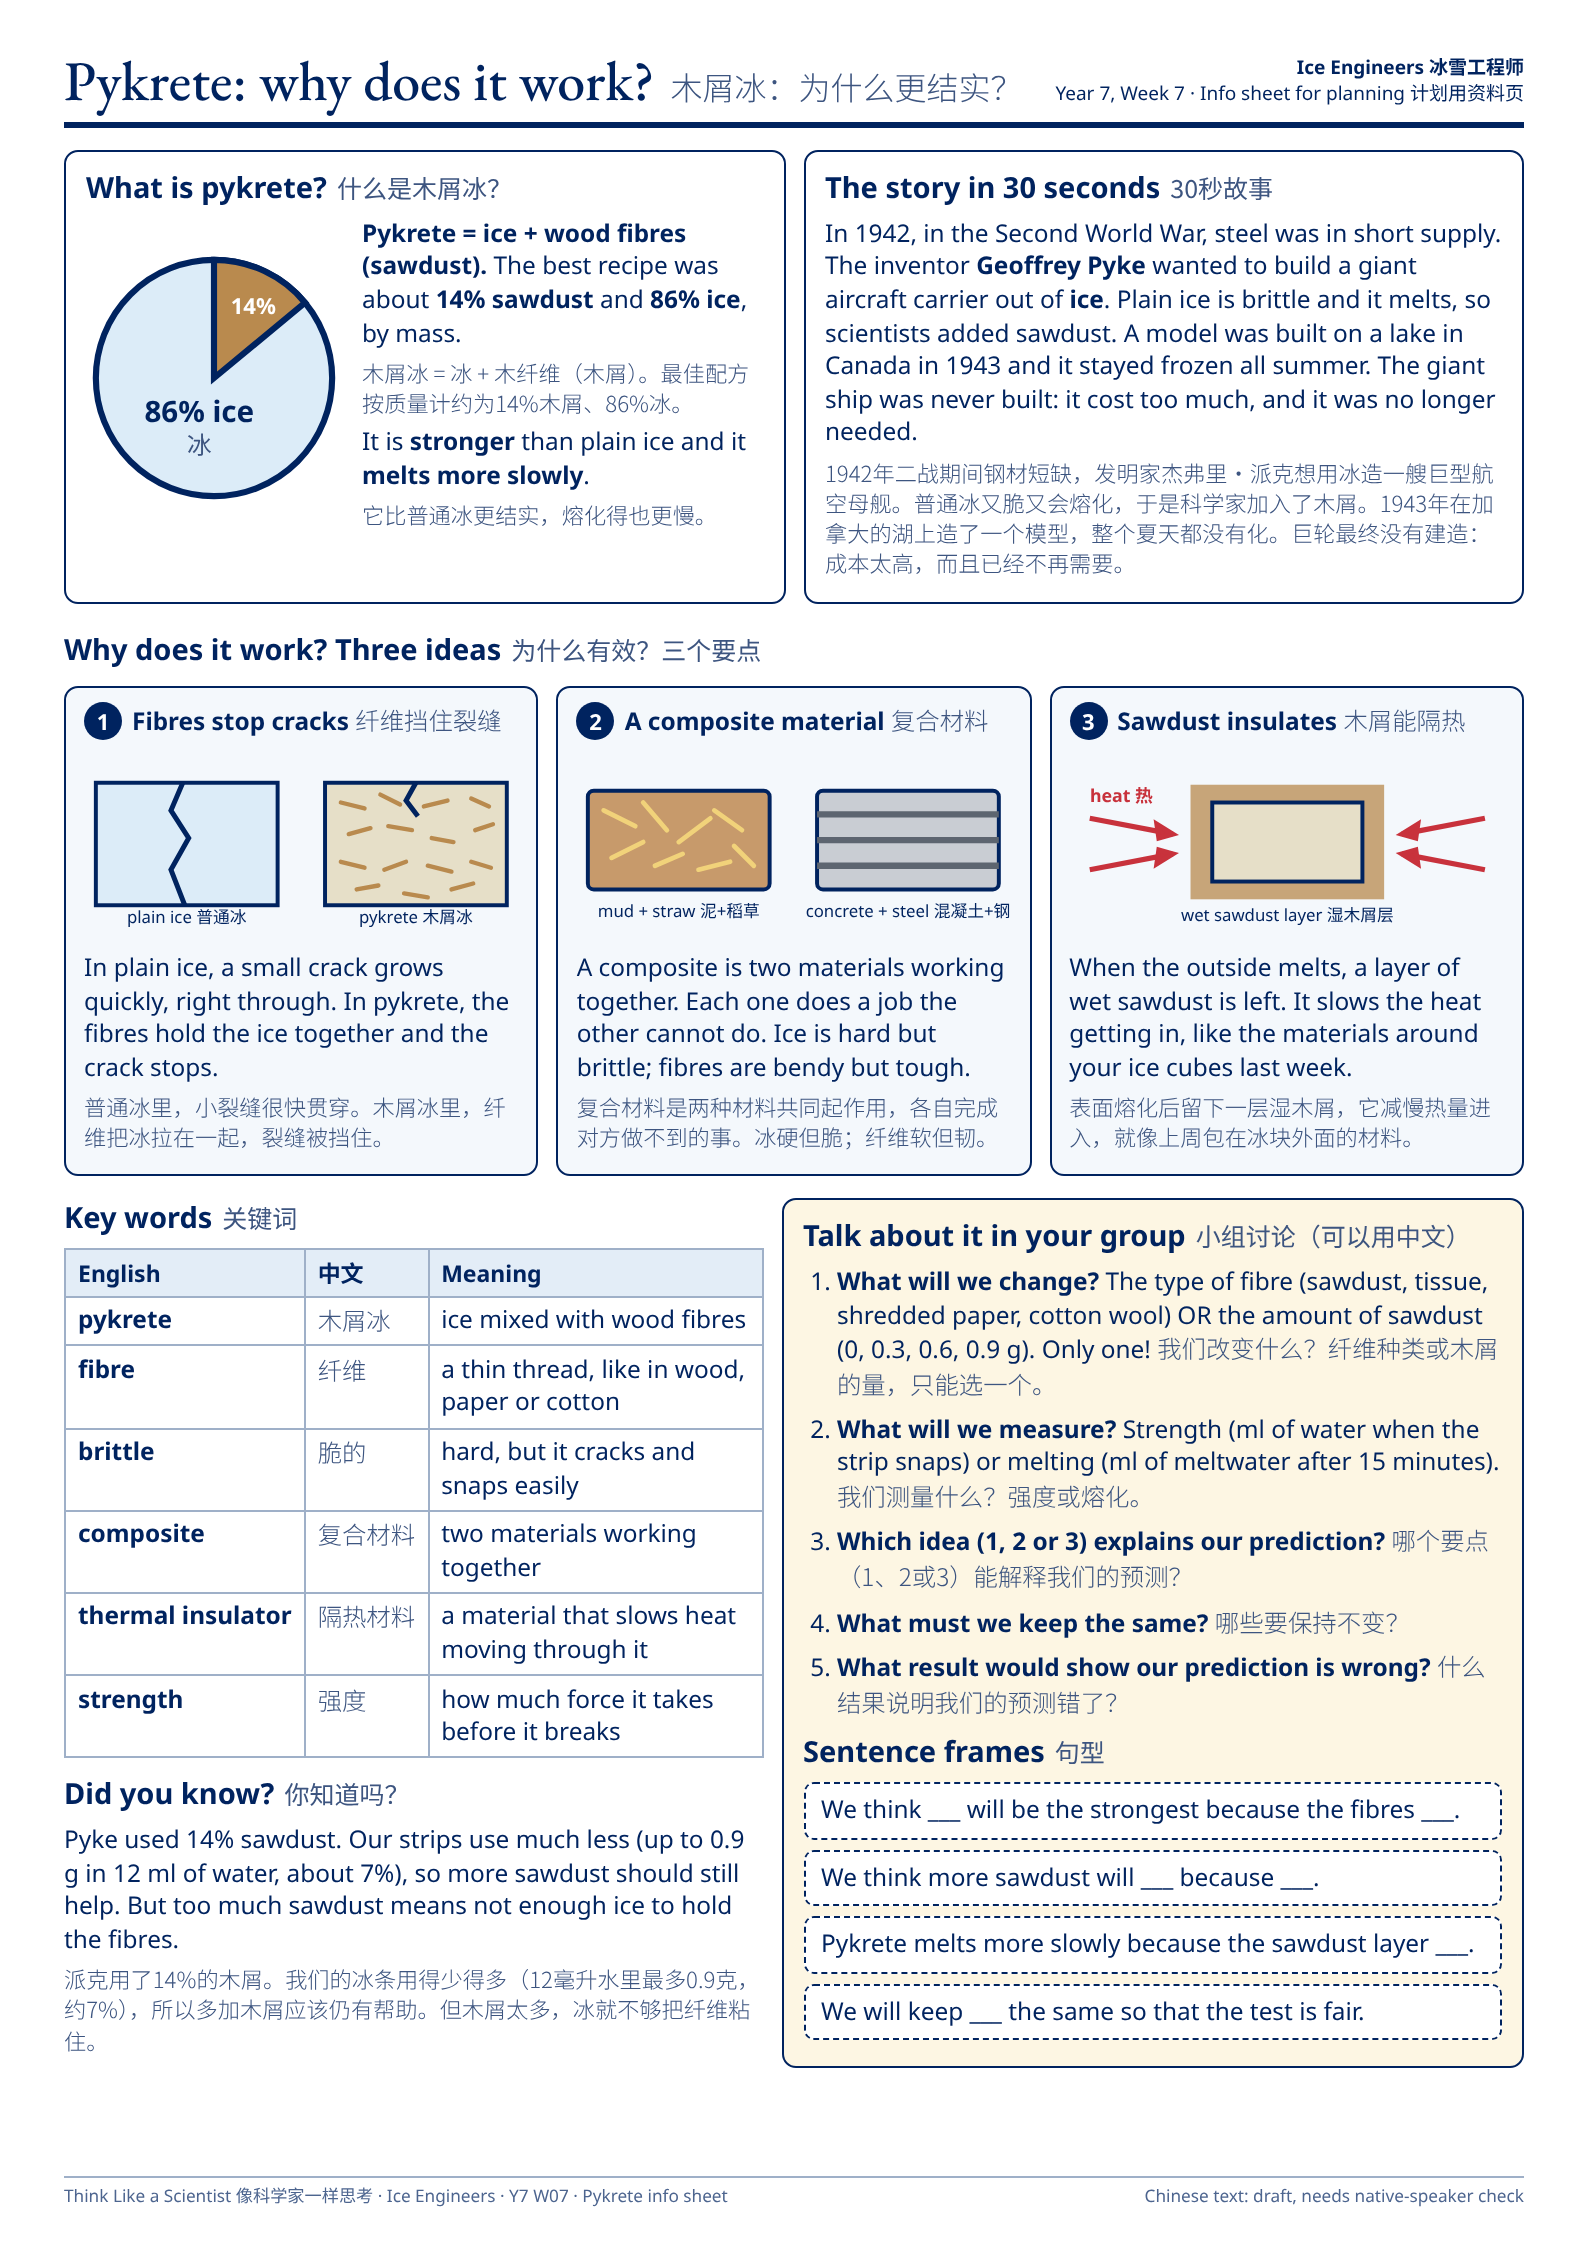 Pykrete: why does it work? 木屑冰：为什么更结实？
Ice Engineers 冰雪工程师
Year 7, Week 7 · Info sheet for planning 计划用资料页
What is pykrete? 什么是木屑冰？
14%
86% ice
冰
Pykrete = ice + wood fibres
(sawdust). The best recipe was
about 14% sawdust and 86% ice,
by mass.
木屑冰 = 冰 + 木纤维（木屑）。最佳配方
按质量计约为14%木屑、86%冰。
It is stronger than plain ice and it
melts more slowly.
它比普通冰更结实，熔化得也更慢。
The story in 30 seconds 30秒故事
In 1942, in the Second World War, steel was in short supply.
The inventor Geoffrey Pyke wanted to build a giant
aircraft carrier out of ice. Plain ice is brittle and it melts, so
scientists added sawdust. A model was built on a lake in
Canada in 1943 and it stayed frozen all summer. The giant
ship was never built: it cost too much, and it was no longer
needed.
1942年二战期间钢材短缺，发明家杰弗里・派克想用冰造一艘巨型航
空母舰。普通冰又脆又会熔化，于是科学家加入了木屑。1943年在加
拿大的湖上造了一个模型，整个夏天都没有化。巨轮最终没有建造：
成本太高，而且已经不再需要。
Why does it work? Three ideas 为什么有效？三个要点
1 Fibres stop cracks 纤维挡住裂缝
plain ice 普通冰
pykrete 木屑冰
In plain ice, a small crack grows
quickly, right through. In pykrete, the
fibres hold the ice together and the
crack stops.
普通冰里，小裂缝很快贯穿。木屑冰里，纤
维把冰拉在一起，裂缝被挡住。
2 A composite material 复合材料
mud + straw 泥+稻草
concrete + steel 混凝土+钢
A composite is two materials working
together. Each one does a job the
other cannot do. Ice is hard but
brittle; fibres are bendy but tough.
复合材料是两种材料共同起作用，各自完成
对方做不到的事。冰硬但脆；纤维软但韧。
3 Sawdust insulates 木屑能隔热
heat 热
wet sawdust layer 湿木屑层
When the outside melts, a layer of
wet sawdust is left. It slows the heat
getting in, like the materials around
your ice cubes last week.
表面熔化后留下一层湿木屑，它减慢热量进
入，就像上周包在冰块外面的材料。
Key words 关键词
English 中文 Meaning
pykrete 木屑冰 ice mixed with wood fibres
fibre 纤维 a thin thread, like in wood,
paper or cotton
brittle 脆的 hard, but it cracks and
snaps easily
composite 复合材料 two materials working
together
thermal insulator 隔热材料 a material that slows heat
moving through it
strength 强度 how much force it takes
before it breaks
Did you know? 你知道吗？
Pyke used 14% sawdust. Our strips use much less (up to 0.9
g in 12 ml of water, about 7%), so more sawdust should still
help. But too much sawdust means not enough ice to hold
the fibres.
派克用了14%的木屑。我们的冰条用得少得多（12毫升水里最多0.9克，
约7%），所以多加木屑应该仍有帮助。但木屑太多，冰就不够把纤维粘
住。
Talk about it in your group 小组讨论（可以用中文）
1. What will we change? The type of fibre (sawdust, tissue,
shredded paper, cotton wool) OR the amount of sawdust
(0, 0.3, 0.6, 0.9 g). Only one! 我们改变什么？纤维种类或木屑
的量，只能选一个。
2. What will we measure? Strength (ml of water when the
strip snaps) or melting (ml of meltwater after 15 minutes).
我们测量什么？强度或熔化。
3. Which idea (1, 2 or 3) explains our prediction? 哪个要点
（1、2或3）能解释我们的预测？
4. What must we keep the same? 哪些要保持不变？
5. What result would show our prediction is wrong? 什么
结果说明我们的预测错了？
Sentence frames 句型
We think ___ will be the strongest because the fibres ___.
We think more sawdust will ___ because ___.
Pykrete melts more slowly because the sawdust layer ___.
We will keep ___ the same so that the test is fair.
Think Like a Scientist 像科学家一样思考 · Ice Engineers · Y7 W07 · Pykrete info sheet
Chinese text: draft, needs native-speaker check